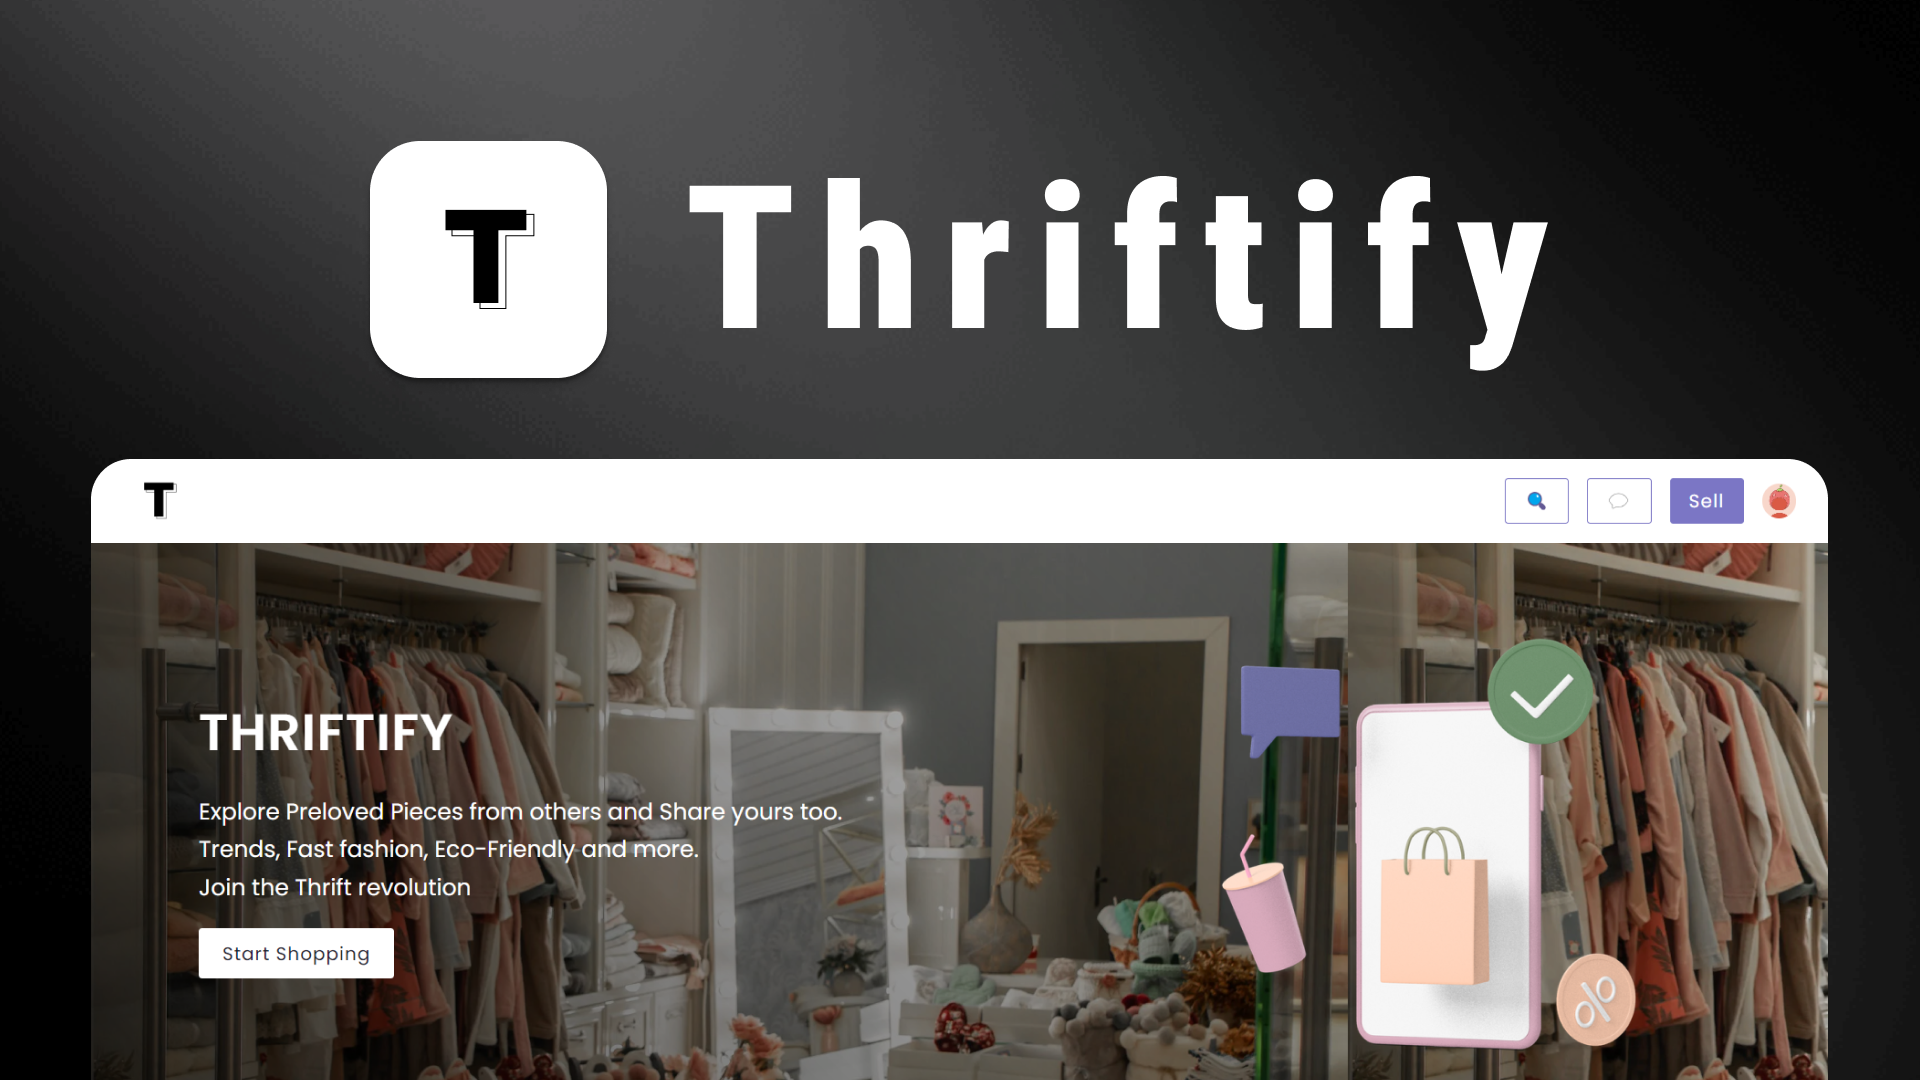 T
Thriftify
T
Sell
THRIFTIFY
Explore Preloved Pieces from others and Share yours too.
Trends, Fast fashion, Eco-Friendly and more.
Join the Thrift revolution
Start Shopping
%